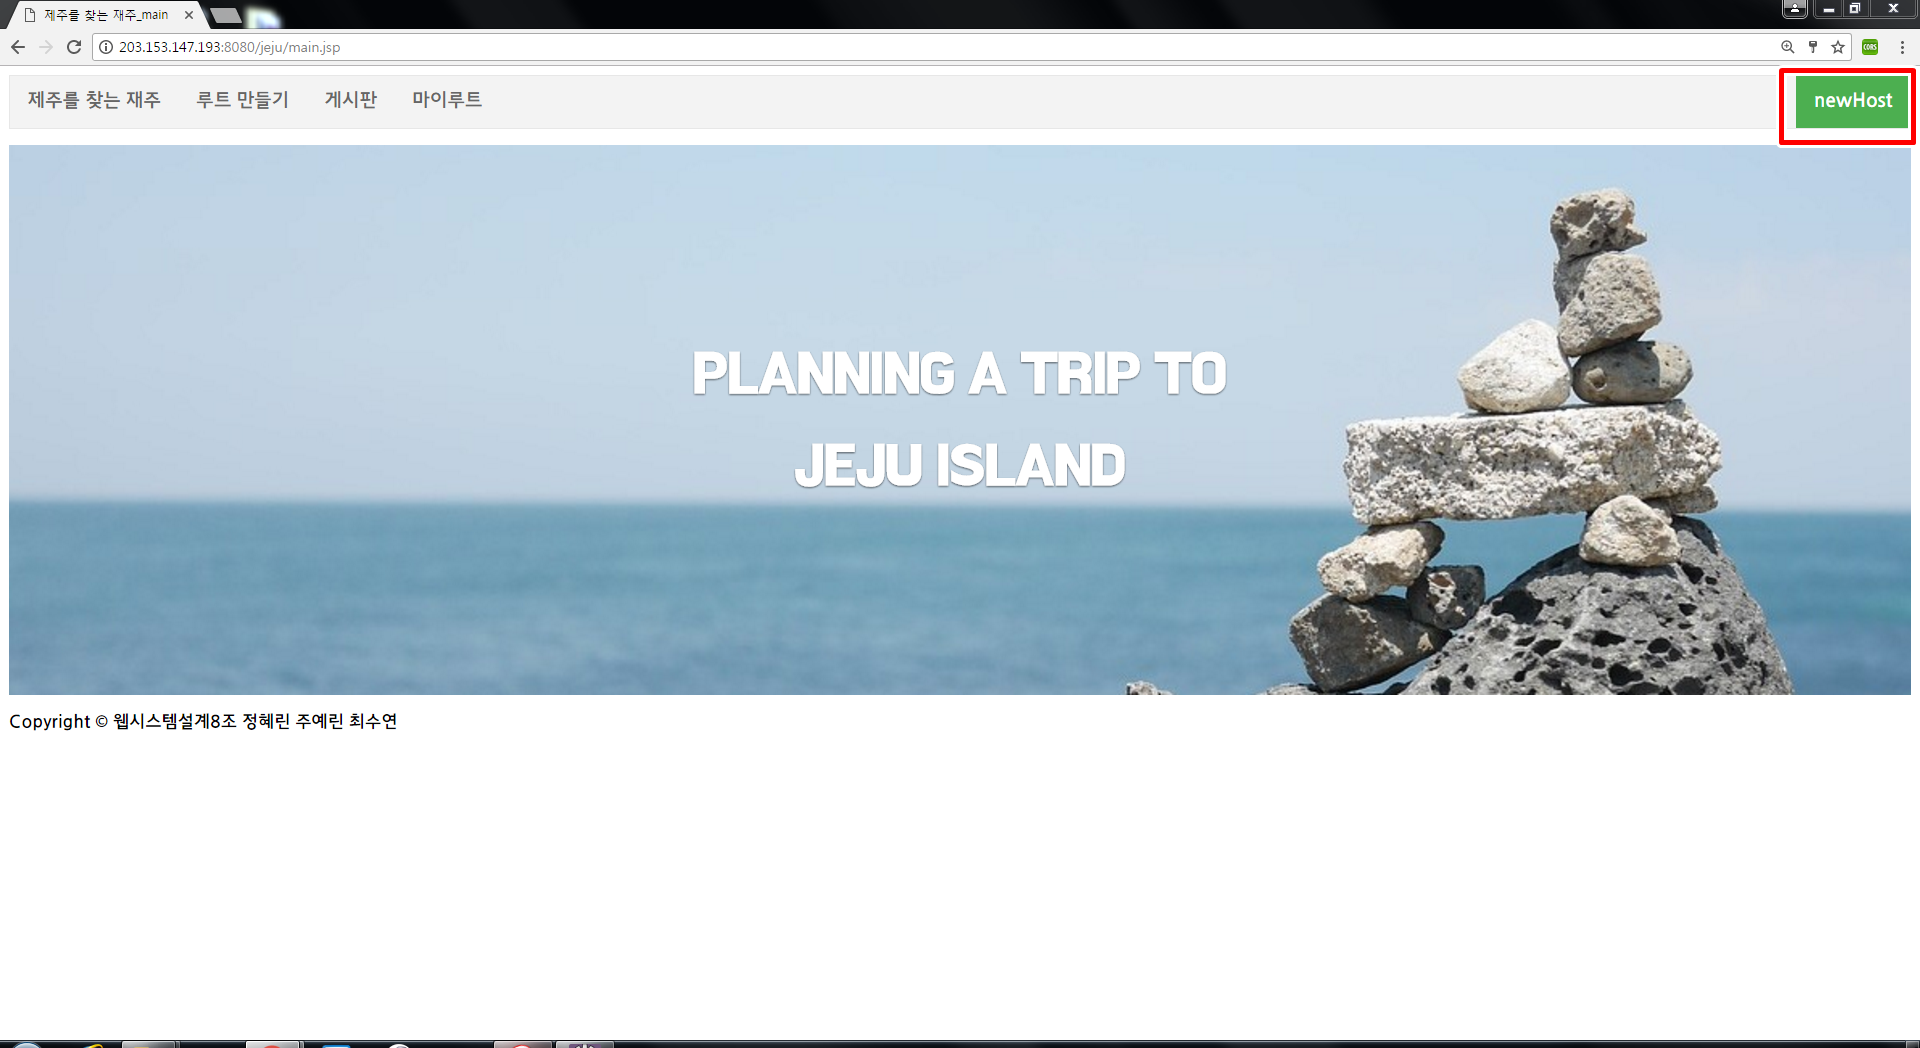 제주를 찾는 재주_main
203.153.147.193:8080/jeju/main.jsp
CORS
제주를 찾는 재주 루트 만들기 게시판 마이루트 newHost
PLANNING A TRIP TO
JEJU ISLAND
Copyright © 웹시스템설계8조 정혜린 주예린 최수연